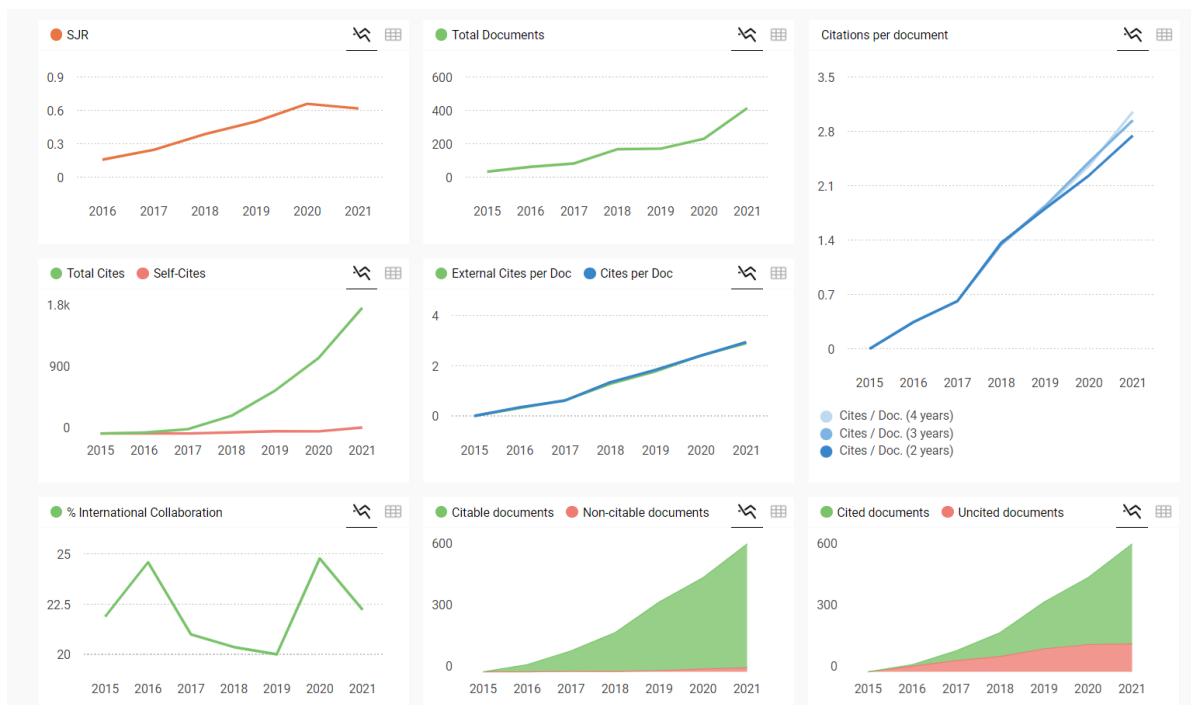 SJR
0.9
0.6
0.3
0
2016 2017 2018 2019 2020 2021
Total Documents
600
400
200
0
2015 2016 2017 2018 2019 2020 2021
Citations per document
3.5
2.8
2.1
1.4
0.7
0
2015 2016 2017 2018 2019 2020 2021
Cites / Doc. (4 years)
Cites / Doc. (3 years)
Cites / Doc. (2 years)
Total Cites Self-Cites
1.8k
900
0
2015 2016 2017 2018 2019 2020 2021
External Cites per Doc Cites per Doc
4
2
0
2015 2016 2017 2018 2019 2020 2021
% International Collaboration
25
22.5
20
2015 2016 2017 2018 2019 2020 2021
Citable documents Non-citable documents
600
300
0
2015 2016 2017 2018 2019 2020 2021
Cited documents Uncited documents
600
300
0
2015 2016 2017 2018 2019 2020 2021